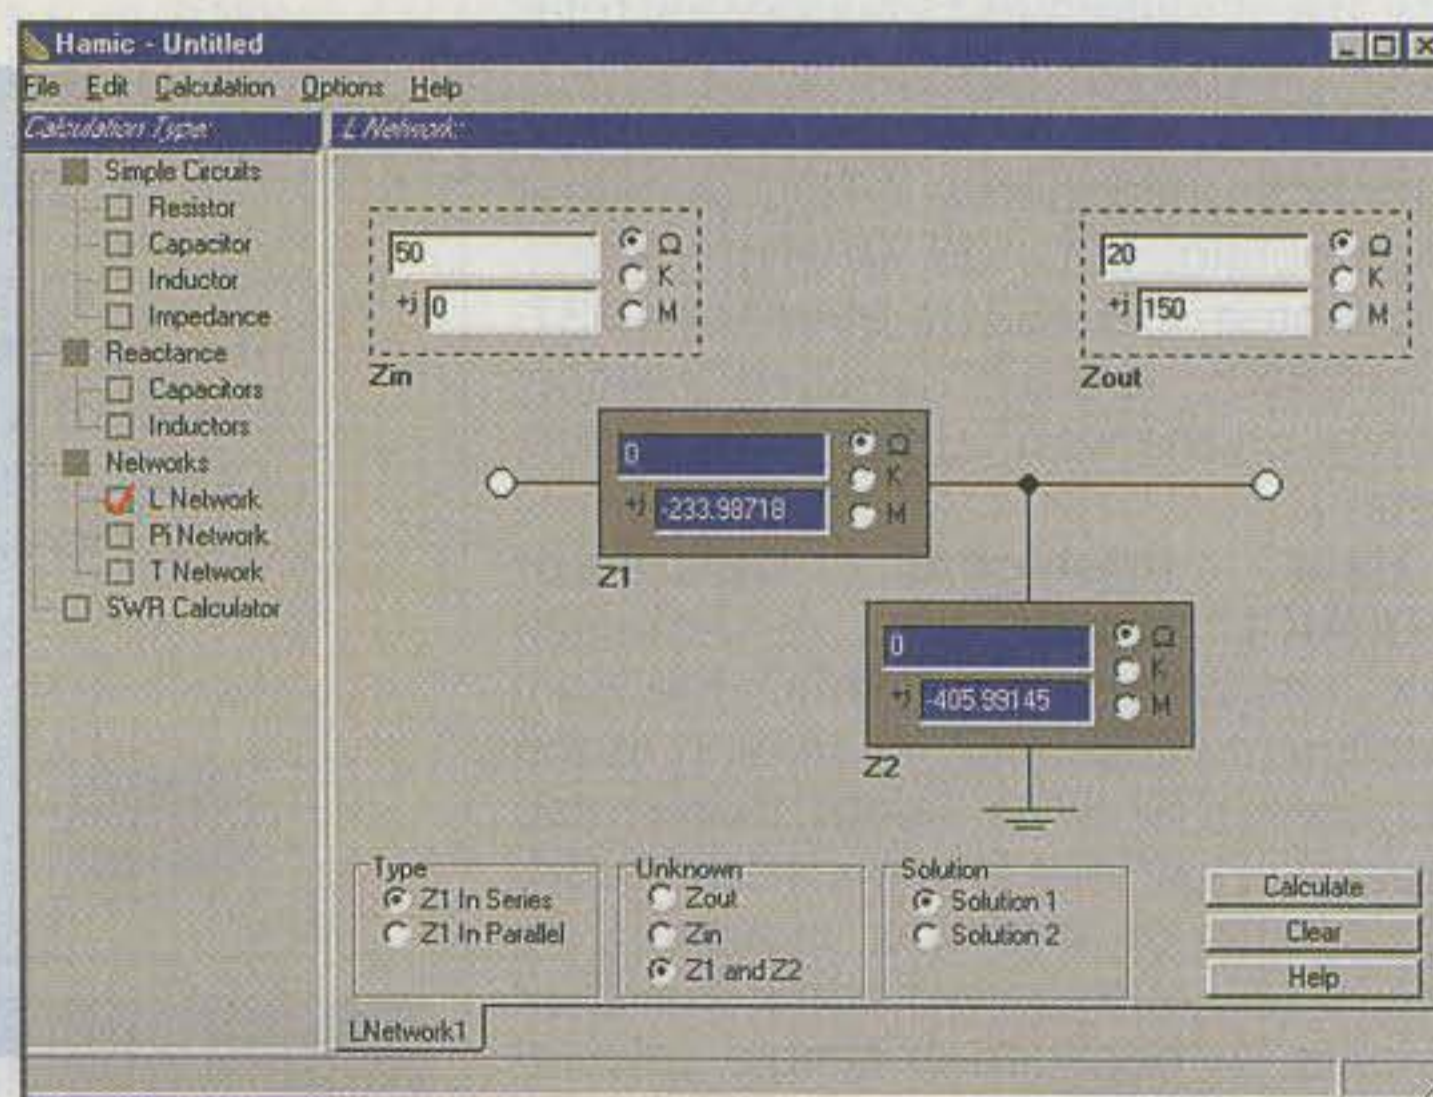 Hamic - Untitled
File Edit Calculation Options Help
Calculation Type:
Simple Circuits
Resistor
Capacitor
Inductor
Impedance
Reactance
Capacitors
Inductors
Networks
L Network
Pi Network
T Network
SWR Calculator
L Network:
50
+j 0
Ω
K
M
Zin
20
+j 150
Ω
K
M
Zout
+j -233.98718
Ω
K
M
Z1
0
+j -405.99145
Ω
K
M
Z2
Type
Z1 In Series
Z1 In Parallel
Unknown
Zout
Zin
Z1 and Z2
Solution
Solution 1
Solution 2
Calculate
Clear
Help
LNetwork1